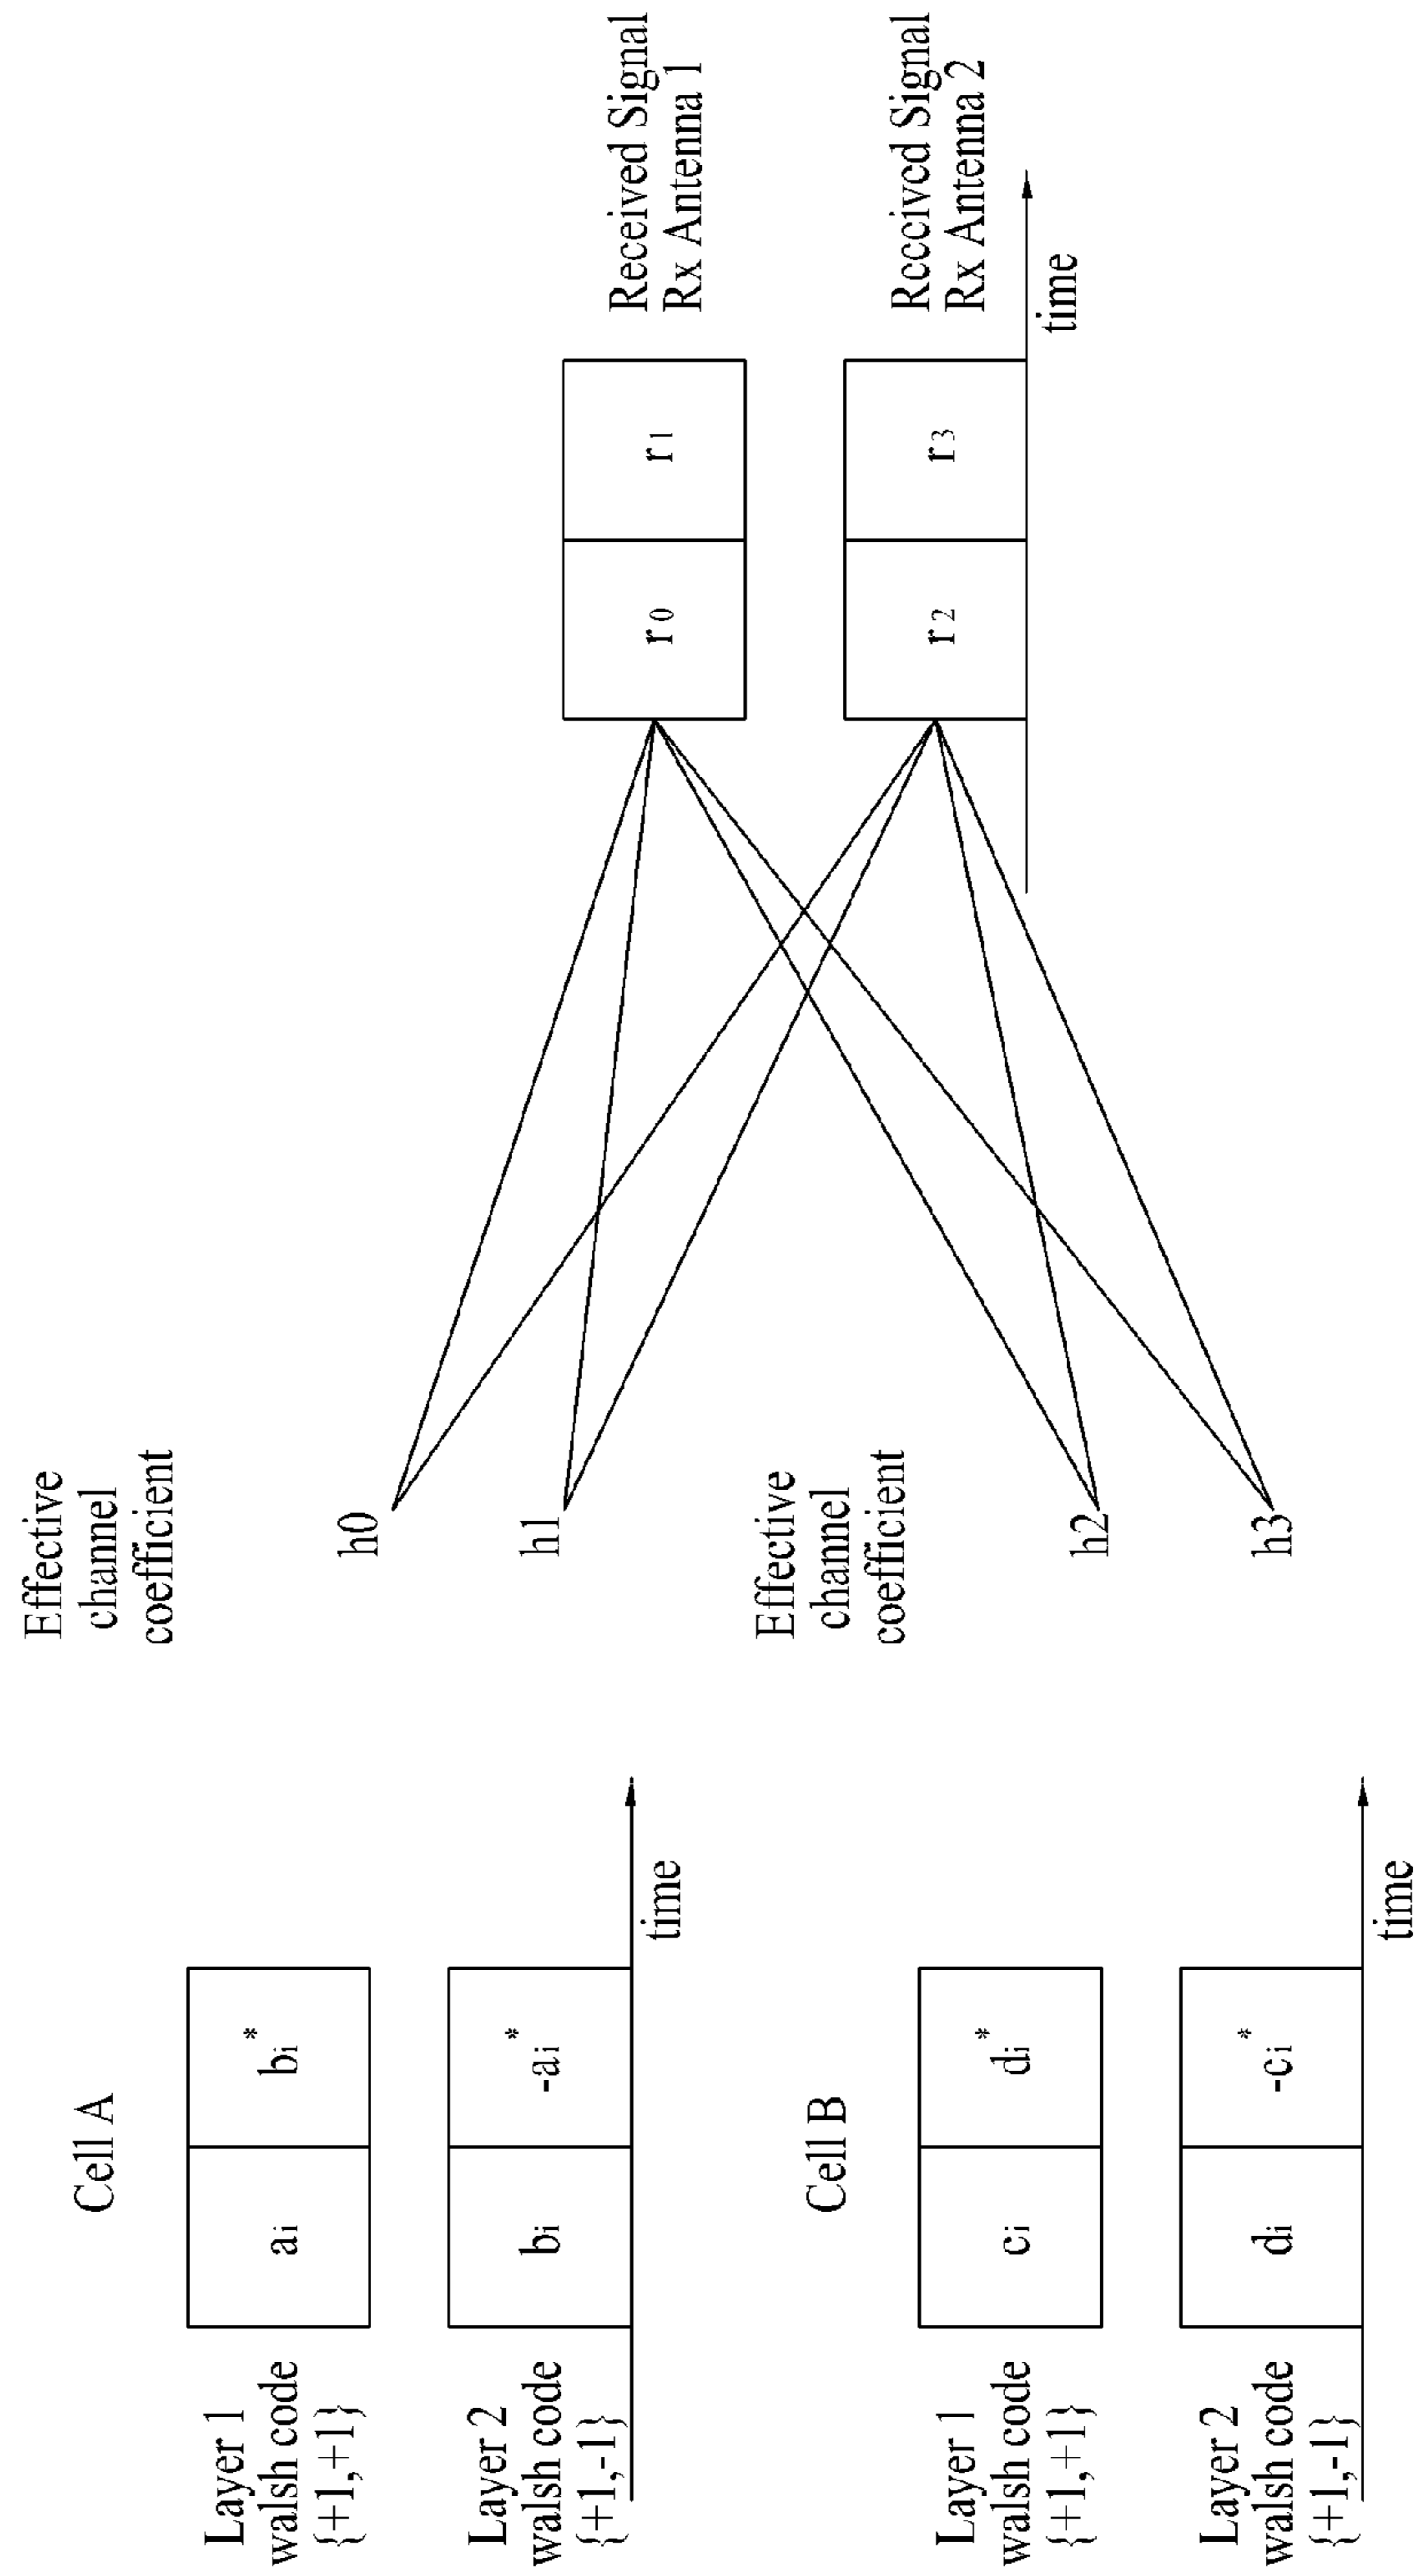 Cell A
Layer 1
walsh code
{+1,+1}
ai
bi*
Layer 2
walsh code
{+1,-1}
bi
-ai*
time
Effective
channel
coefficient
h0
h1
Cell B
Layer 1
walsh code
{+1,+1}
ci
di*
Layer 2
walsh code
{+1,-1}
di
-ci*
time
Effective
channel
coefficient
h2
h3
r0
r1
Received Signal
Rx Antenna 1
r2
r3
Received Signal
Rx Antenna 2
time